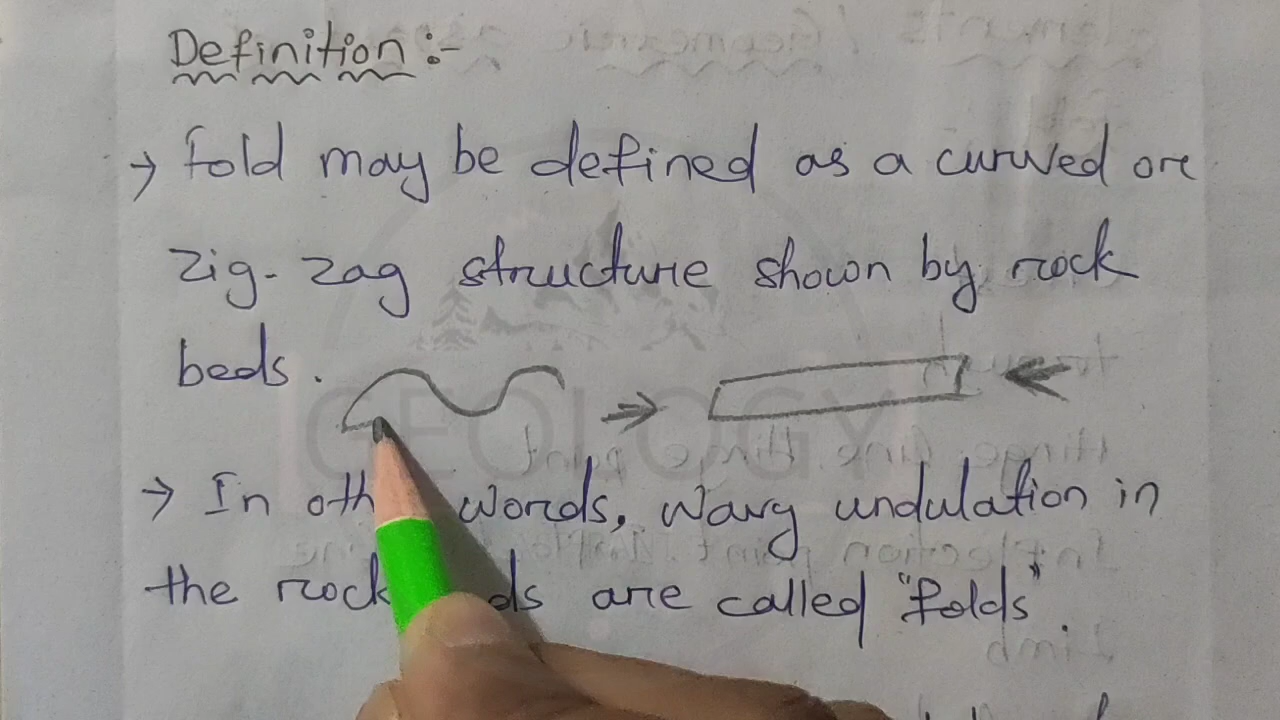 Definition :-
→ fold may be defined as a curved or
zig-zag structure shown by rock
beds.
GEOLOGY
→ In oth words, Wavy undulation in
the rock ds are called "folds".